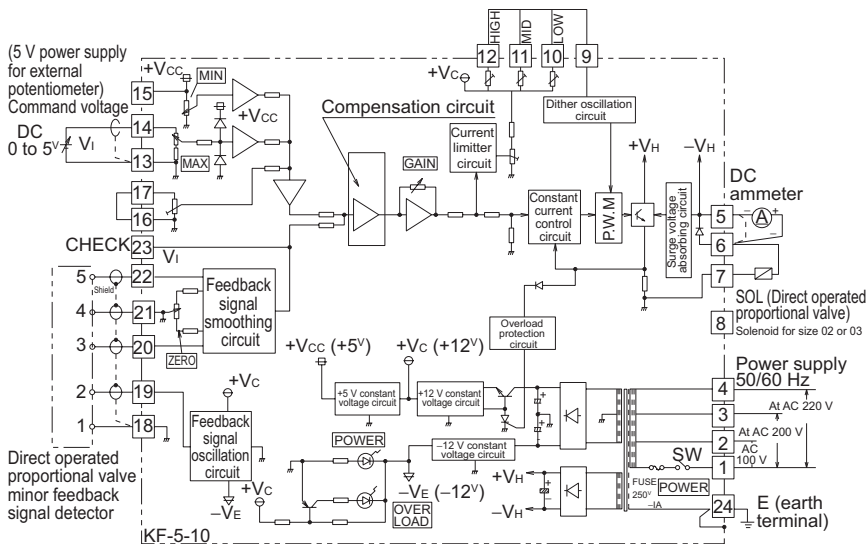 HIGH
MID
LOW
12
11
10
9
(5 V power supply
for external
potentiometer)
Command voltage
+VCC
MIN
+VC
15
Dither oscillation
circuit
+VCC
Compensation circuit
14
DC
0 to 5V
VI
13
MAX
GAIN
Current
limitter
circuit
+VH
−VH
DC
ammeter
17
16
Constant
current
control
circuit
P.W.M
Surge voltage
absorbing circuit
5
A
− +
−
6
CHECK
23
VI
7
5
22
Shield
Feedback
signal
smoothing
circuit
4
21
3
20
ZERO
SOL (Direct operated
proportional valve)
Solenoid for size 02 or 03
8
Overload
protection
circuit
+VCC (+5V)
+VC (+12V)
Power supply
50/60 Hz
2
19
+VC
+5 V constant
voltage circuit
+12 V constant
voltage circuit
+
−
+
−
4
At AC 220 V
3
At AC 200 V
1
18
Feedback
signal
oscillation
circuit
POWER
−12 V constant
voltage circuit
2
AC
100 V
SW
1
Direct operated
proportional valve
minor feedback
signal detector
−VE
+VC
−VE (−12V)
OVER
LOAD
+VH
−VH
+
−
FUSE
250V
−IA
POWER
24
E (earth
terminal)
KF-5-10